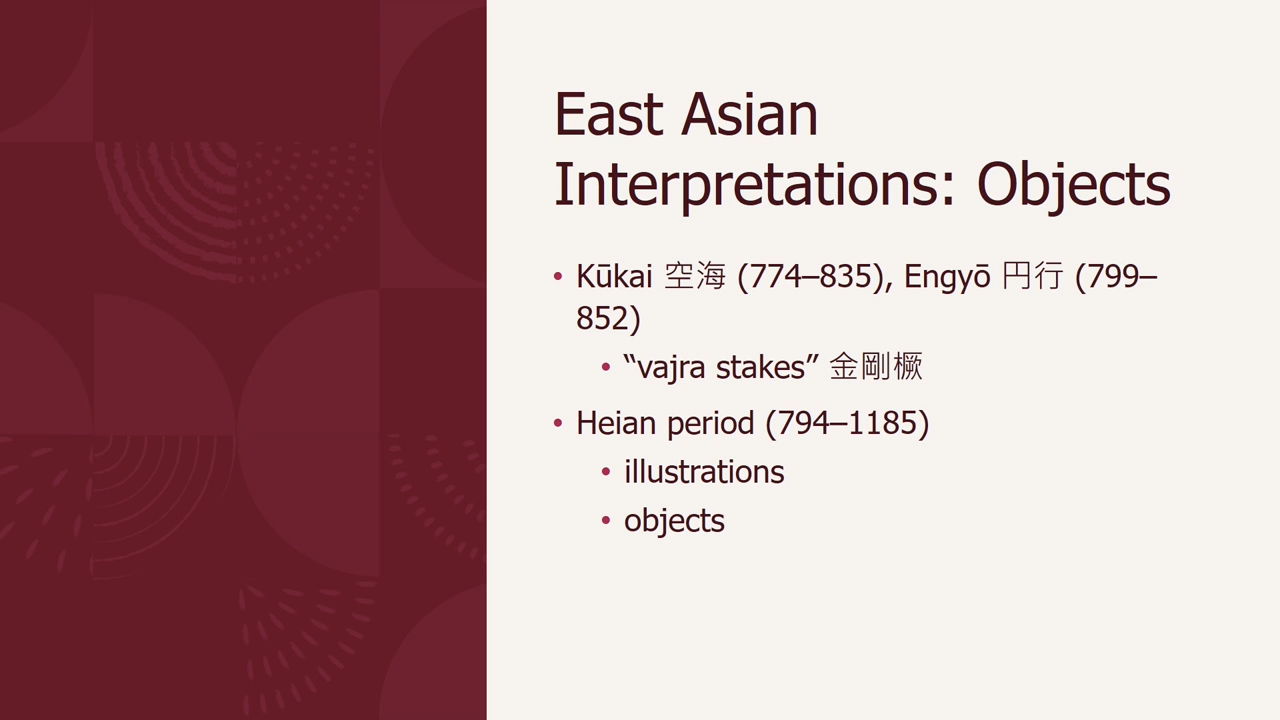 East Asian
Interpretations: Objects
• Kūkai 空海 (774–835), Engyō 円行 (799–
852)
• “vajra stakes” 金剛橛
• Heian period (794–1185)
• illustrations
• objects